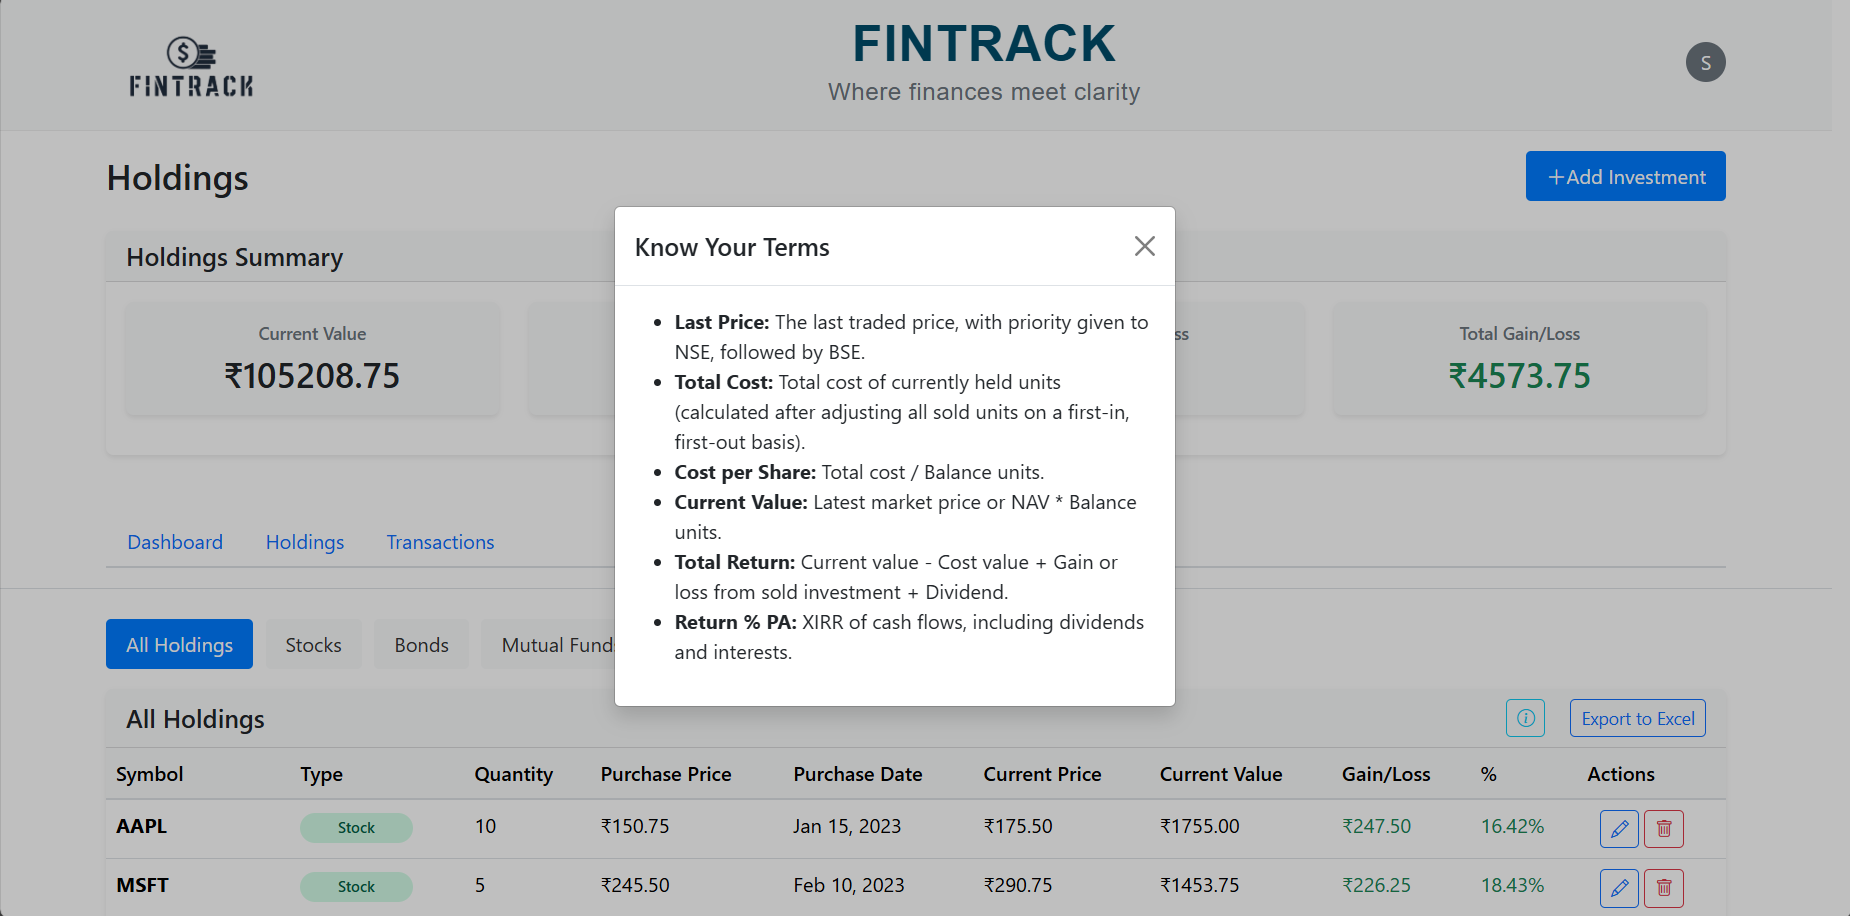 FINTRACK
FINTRACK
Where finances meet clarity
S
Holdings
+Add Investment
Holdings Summary
Current Value
₹105208.75
ss
Total Gain/Loss
₹4573.75
Know Your Terms
• Last Price: The last traded price, with priority given to
NSE, followed by BSE.
• Total Cost: Total cost of currently held units
(calculated after adjusting all sold units on a first-in,
first-out basis).
• Cost per Share: Total cost / Balance units.
• Current Value: Latest market price or NAV * Balance
units.
• Total Return: Current value - Cost value + Gain or
loss from sold investment + Dividend.
• Return % PA: XIRR of cash flows, including dividends
and interests.
Dashboard Holdings Transactions
All Holdings Stocks Bonds Mutual Funds
All Holdings
Export to Excel
Symbol Type Quantity Purchase Price Purchase Date Current Price Current Value Gain/Loss % Actions
AAPL Stock 10 ₹150.75 Jan 15, 2023 ₹175.50 ₹1755.00 ₹247.50 16.42%
MSFT Stock 5 ₹245.50 Feb 10, 2023 ₹290.75 ₹1453.75 ₹226.25 18.43%